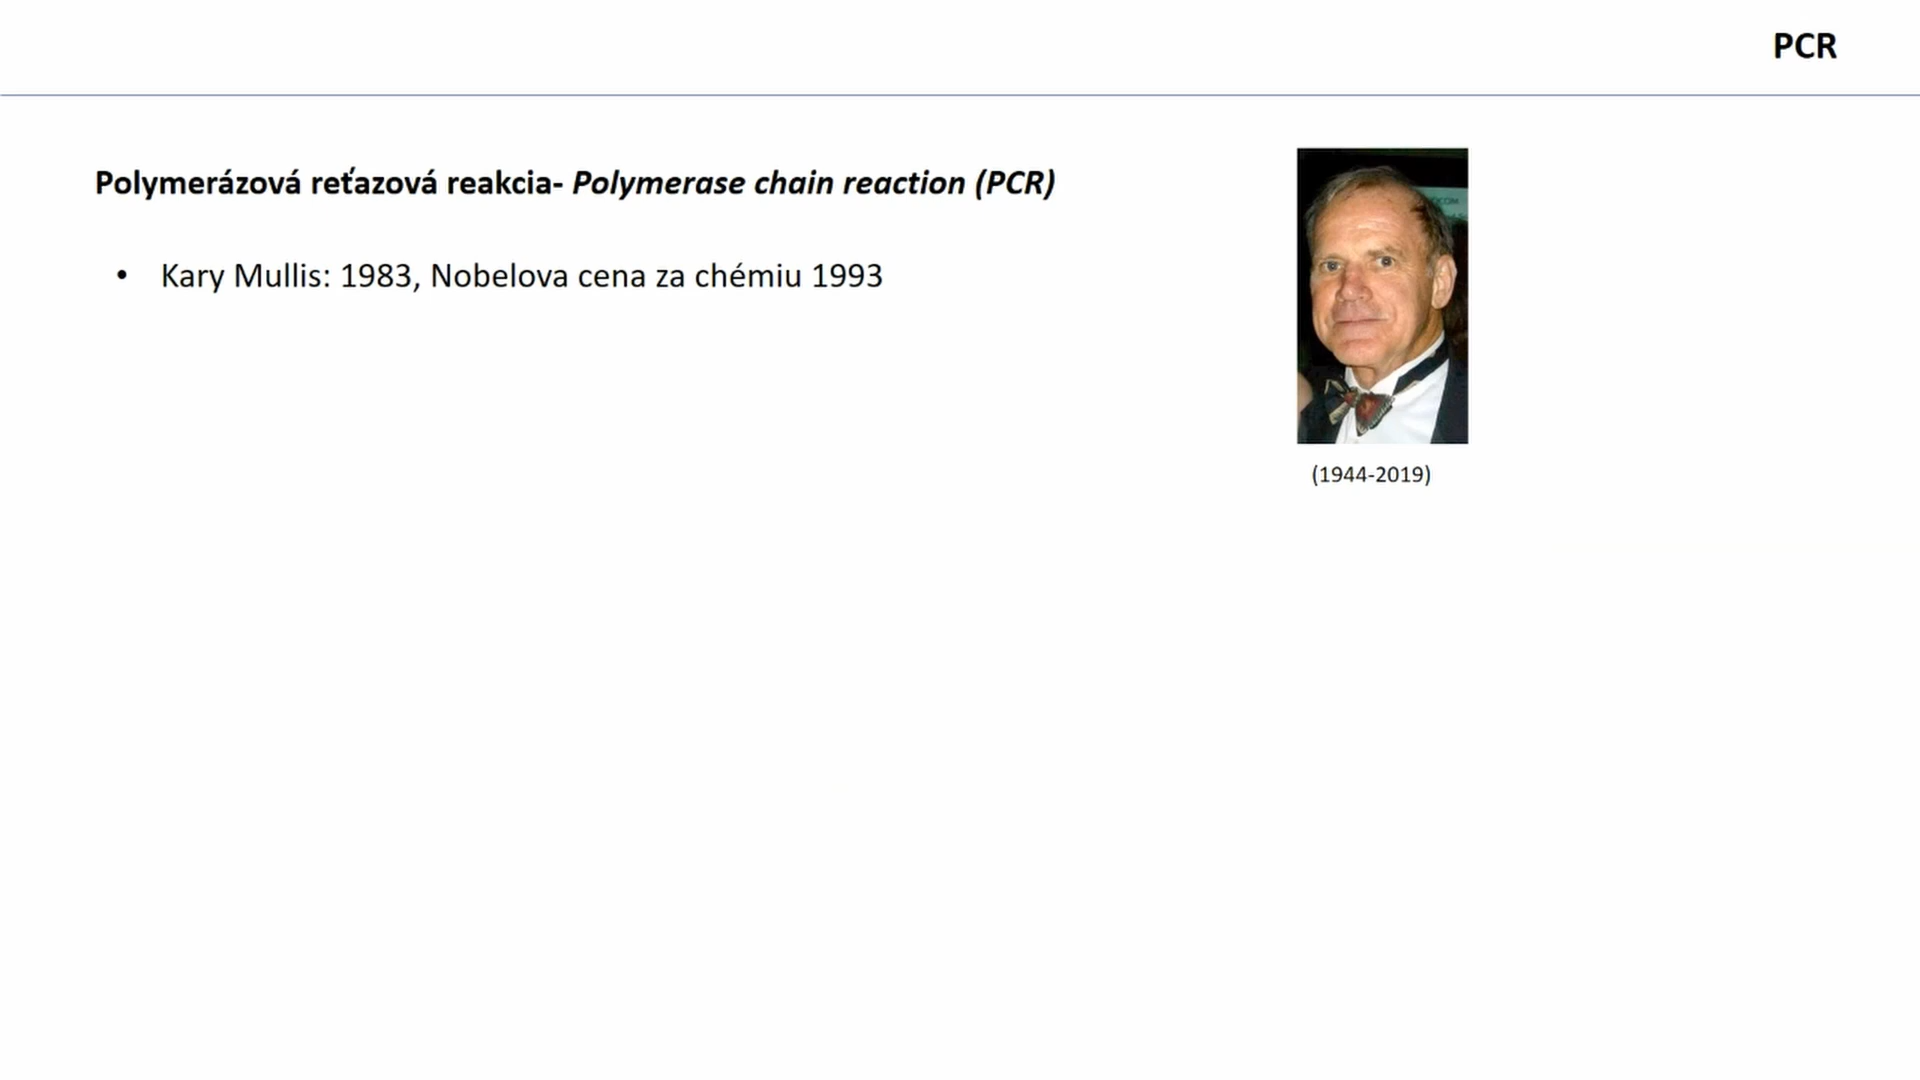 PCR
Polymerázová reťazová reakcia- Polymerase chain reaction (PCR)
• Kary Mullis: 1983, Nobelova cena za chémiu 1993
(1944-2019)